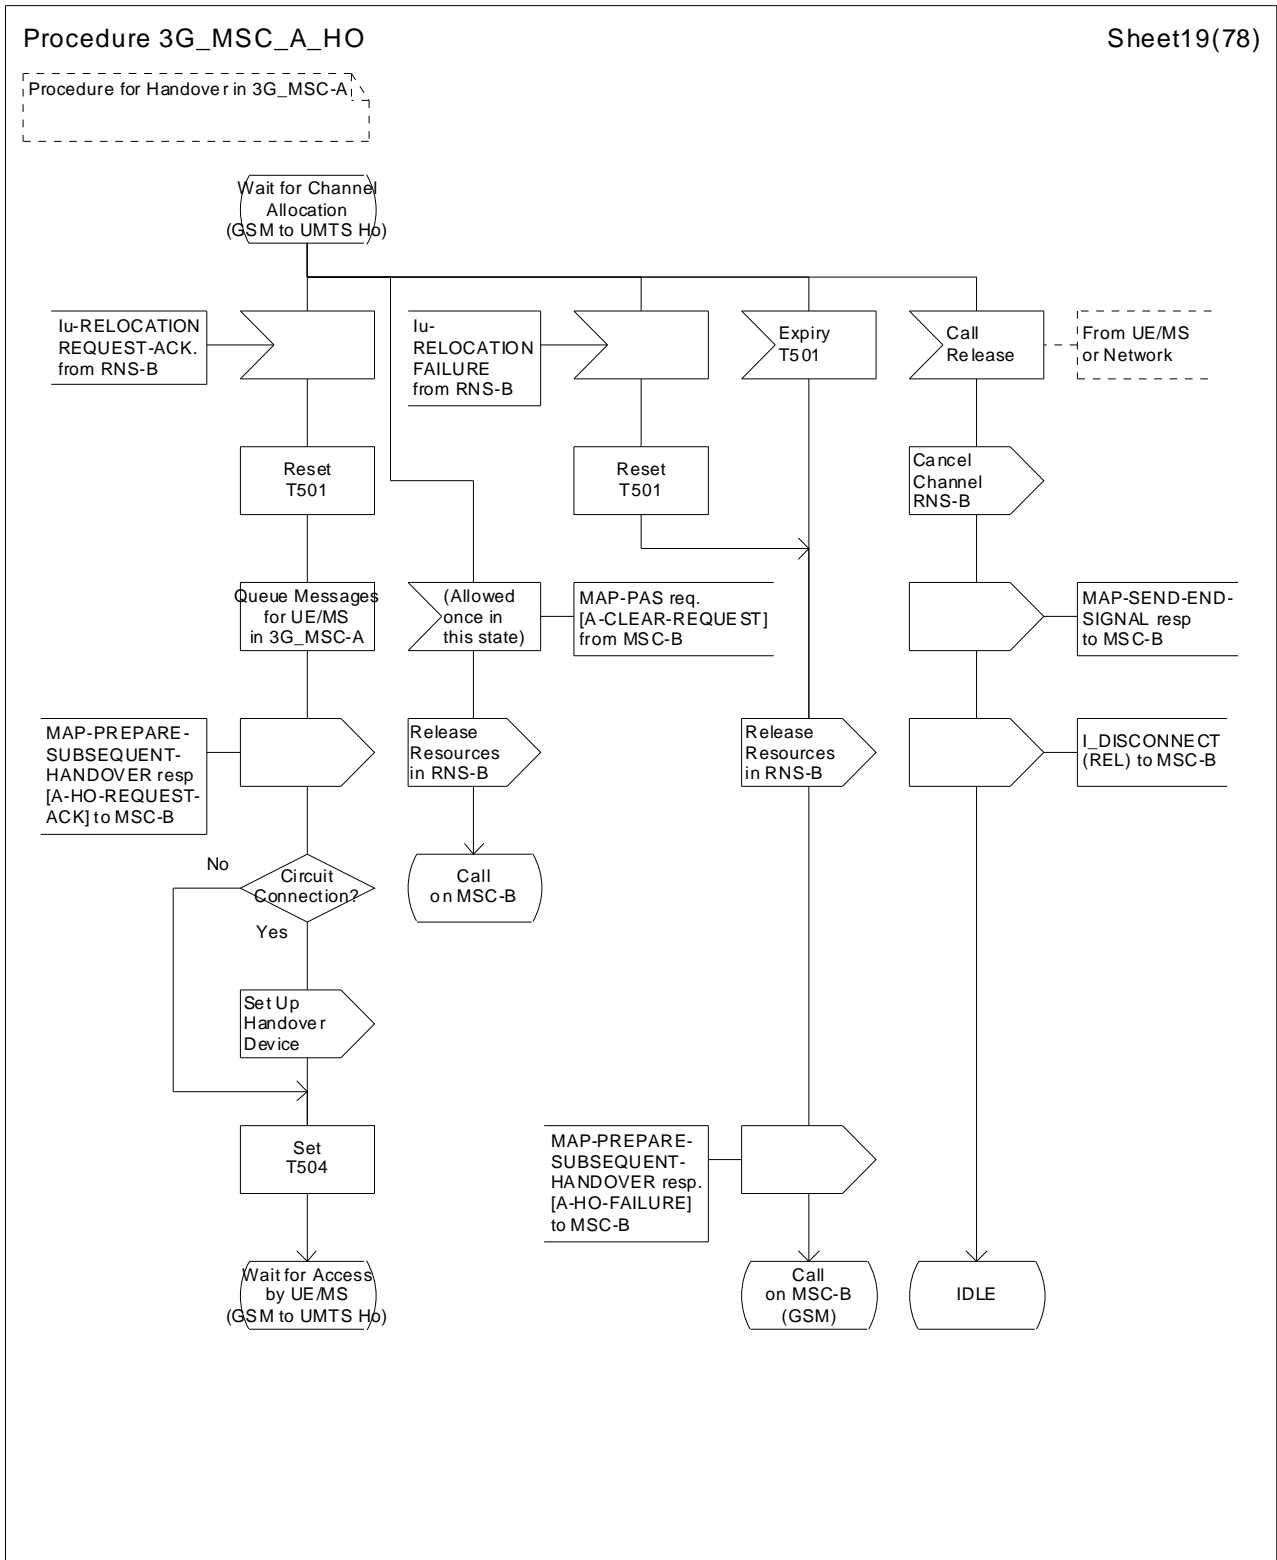 Procedure 3G_MSC_A_HO
Sheet19(78)
Procedure for Handover in 3G_MSC-A
Wait for Channel
Allocation
(GSM to UMTS Ho)
Iu-RELOCATION
REQUEST-ACK.
from RNS-B
Iu-
RELOCATION
FAILURE
from RNS-B
Expiry
T501
Call
Release
From UE/MS
or Network
Reset
T501
Reset
T501
Cancel
Channel
RNS-B
Queue Messages
for UE/MS
in 3G_MSC-A
(Allowed
once in
this state)
MAP-PAS req.
[A-CLEAR-REQUEST]
from MSC-B
MAP-SEND-END-
SIGNAL resp
to MSC-B
MAP-PREPARE-
SUBSEQUENT-
HANDOVER resp
[A-HO-REQUEST-
ACK] to MSC-B
Release
Resources
in RNS-B
Release
Resources
in RNS-B
I_DISCONNECT
(REL) to MSC-B
No
Circuit
Connection?
Yes
Call
on MSC-B
Set Up
Handover
Device
Set
T504
MAP-PREPARE-
SUBSEQUENT-
HANDOVER resp.
[A-HO-FAILURE]
to MSC-B
Wait for Access
by UE/MS
(GSM to UMTS Ho)
Call
on MSC-B
(GSM)
IDLE